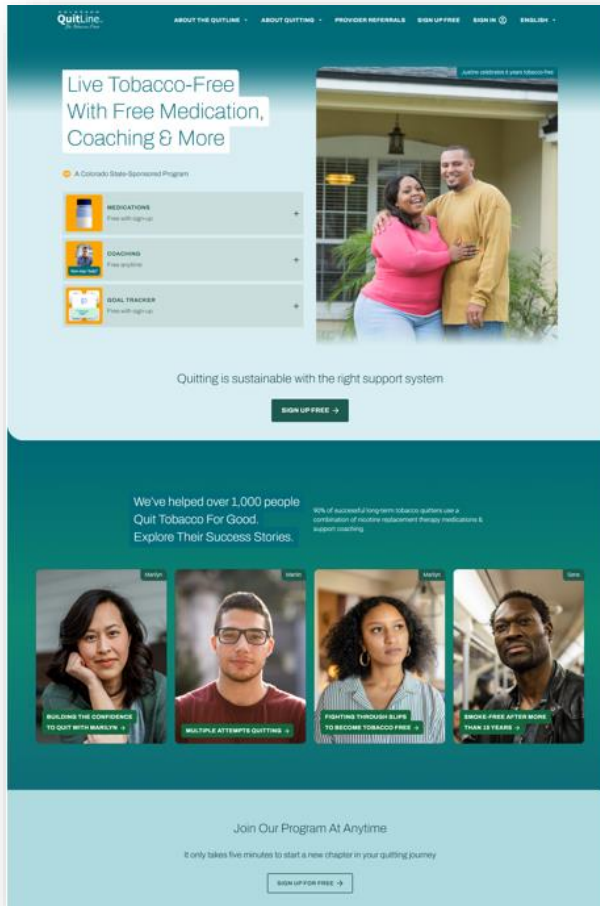 COLORADO
QuitLine
ABOUT THE QUITLINE
ABOUT QUITTING
PROVIDER REFERRALS
SIGN UP FREE
SIGN IN
ENGLISH
Live Tobacco-Free
With Free Medication,
Coaching & More
Justine celebrates 6 years tobacco-free
A Colorado State-Sponsored Program
MEDICATIONS
Free with sign-up
+
COACHING
Free anytime
+
GOAL TRACKER
Free with sign-up
+
Quitting is sustainable with the right support system
SIGN UP FREE →
We've helped over 1,000 people
Quit Tobacco For Good.
Explore Their Success Stories.
90% of successful long-term tobacco quitters use a
combination of nicotine replacement therapy medications &
support coaching.
Marilyn
BUILDING THE CONFIDENCE
TO QUIT WITH MARILYN →
Martin
MULTIPLE ATTEMPTS QUITTING →
Marilyn
FIGHTING THROUGH SLIPS
TO BECOME TOBACCO FREE →
SMOKE-FREE AFTER MORE
THAN 15 YEARS →
Join Our Program At Anytime
It only takes five minutes to start a new chapter in your quitting journey
SIGN UP FOR FREE →